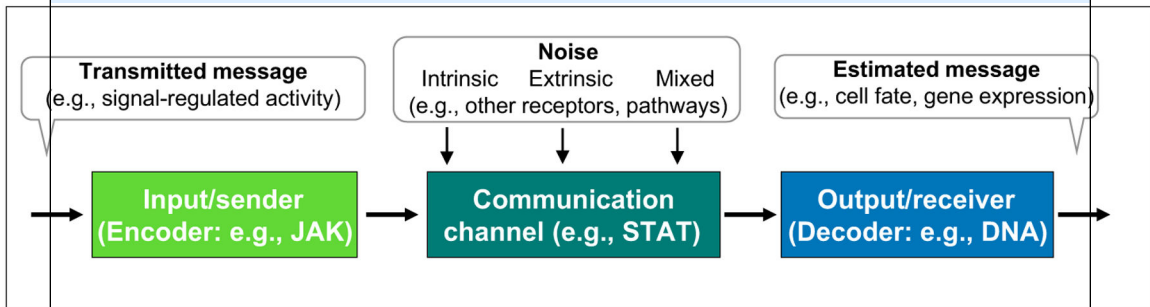 Transmitted message
(e.g., signal-regulated activity)
Noise
Intrinsic Extrinsic Mixed
(e.g., other receptors, pathways)
Estimated message
(e.g., cell fate, gene expression)
Input/sender
(Encoder: e.g., JAK)
Communication
channel (e.g., STAT)
Output/receiver
(Decoder: e.g., DNA)